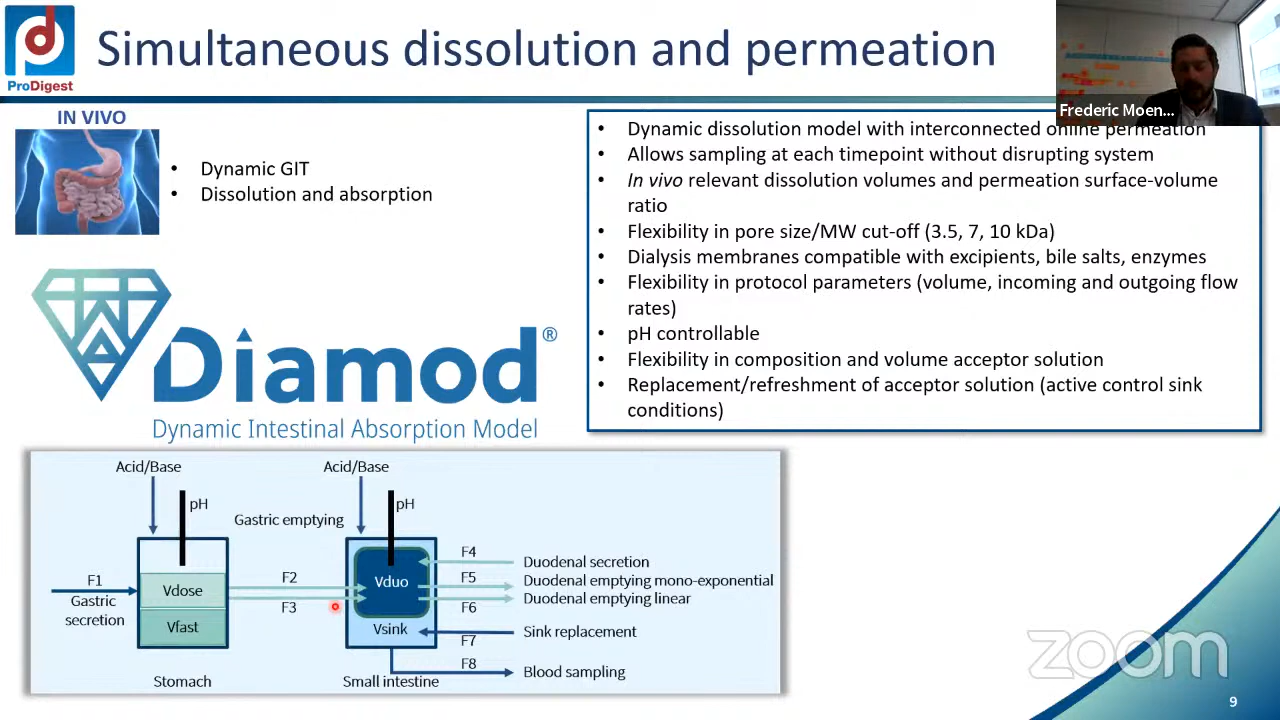 Simultaneous dissolution and permeation
ProDigest
Frederic Moen...
IN VIVO
• Dynamic GIT
• Dissolution and absorption
Diamod®
Dynamic Intestinal Absorption Model
• Dynamic dissolution model with interconnected online permeation
• Allows sampling at each timepoint without disrupting system
• In vivo relevant dissolution volumes and permeation surface-volume
ratio
• Flexibility in pore size/MW cut-off (3.5, 7, 10 kDa)
• Dialysis membranes compatible with excipients, bile salts, enzymes
• Flexibility in protocol parameters (volume, incoming and outgoing flow
rates)
• pH controllable
• Flexibility in composition and volume acceptor solution
• Replacement/refreshment of acceptor solution (active control sink
conditions)
Acid/Base
Acid/Base
pH
pH
Gastric emptying
F1
Gastric
secretion
Vdose
Vfast
Stomach
F2
F3
Vduo
Vsink
Small intestine
F4
Duodenal secretion
F5
Duodenal emptying mono-exponential
Duodenal emptying linear
F6
Sink replacement
F7
F8
Blood sampling
zoom
9